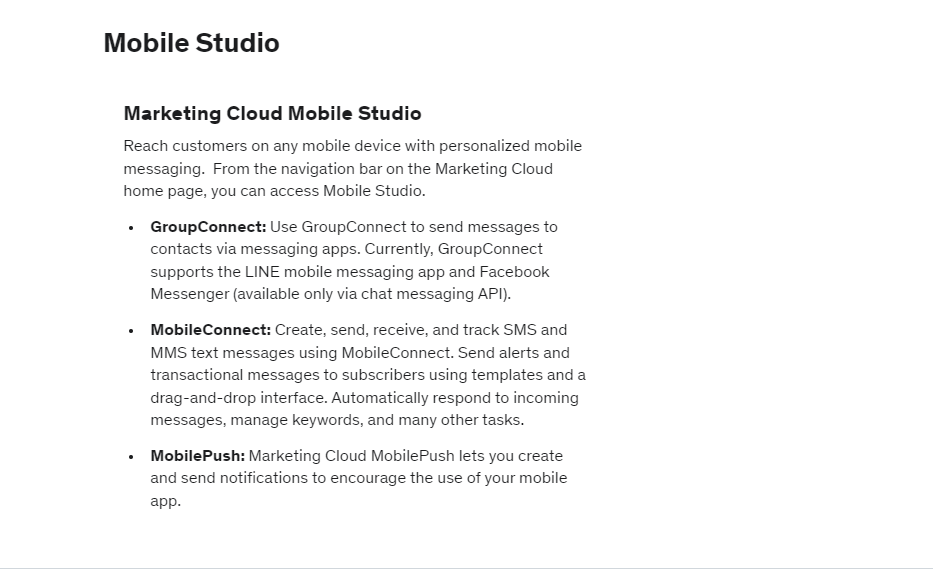 Mobile Studio
Marketing Cloud Mobile Studio
Reach customers on any mobile device with personalized mobile
messaging.  From the navigation bar on the Marketing Cloud
home page, you can access Mobile Studio.
• GroupConnect: Use GroupConnect to send messages to
contacts via messaging apps. Currently, GroupConnect
supports the LINE mobile messaging app and Facebook
Messenger (available only via chat messaging API).
• MobileConnect: Create, send, receive, and track SMS and
MMS text messages using MobileConnect. Send alerts and
transactional messages to subscribers using templates and a
drag-and-drop interface. Automatically respond to incoming
messages, manage keywords, and many other tasks.
• MobilePush: Marketing Cloud MobilePush lets you create
and send notifications to encourage the use of your mobile
app.